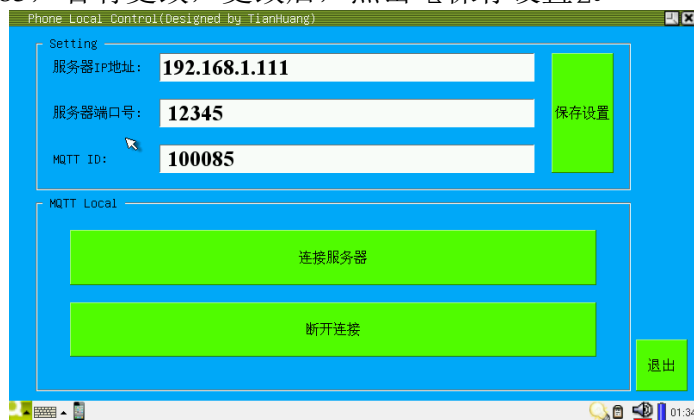 Phone Local Control(Designed by TianHuang)
Setting
服务器IP地址:
192.168.1.111
服务器端口号:
12345
保存设置
MQTT ID:
100085
MQTT Local
连接服务器
断开连接
退出
01:34